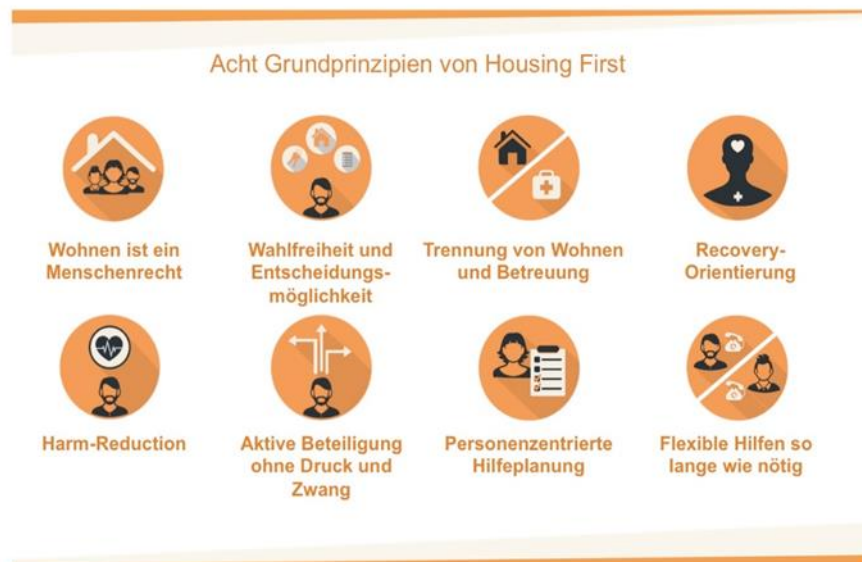 Acht Grundprinzipien von Housing First
Wohnen ist ein
Menschenrecht
Wahlfreiheit und
Entscheidungs-
möglichkeit
Trennung von Wohnen
und Betreuung
Recovery-
Orientierung
Harm-Reduction
Aktive Beteiligung
ohne Druck und
Zwang
Personenzentrierte
Hilfeplanung
Flexible Hilfen so
lange wie nötig